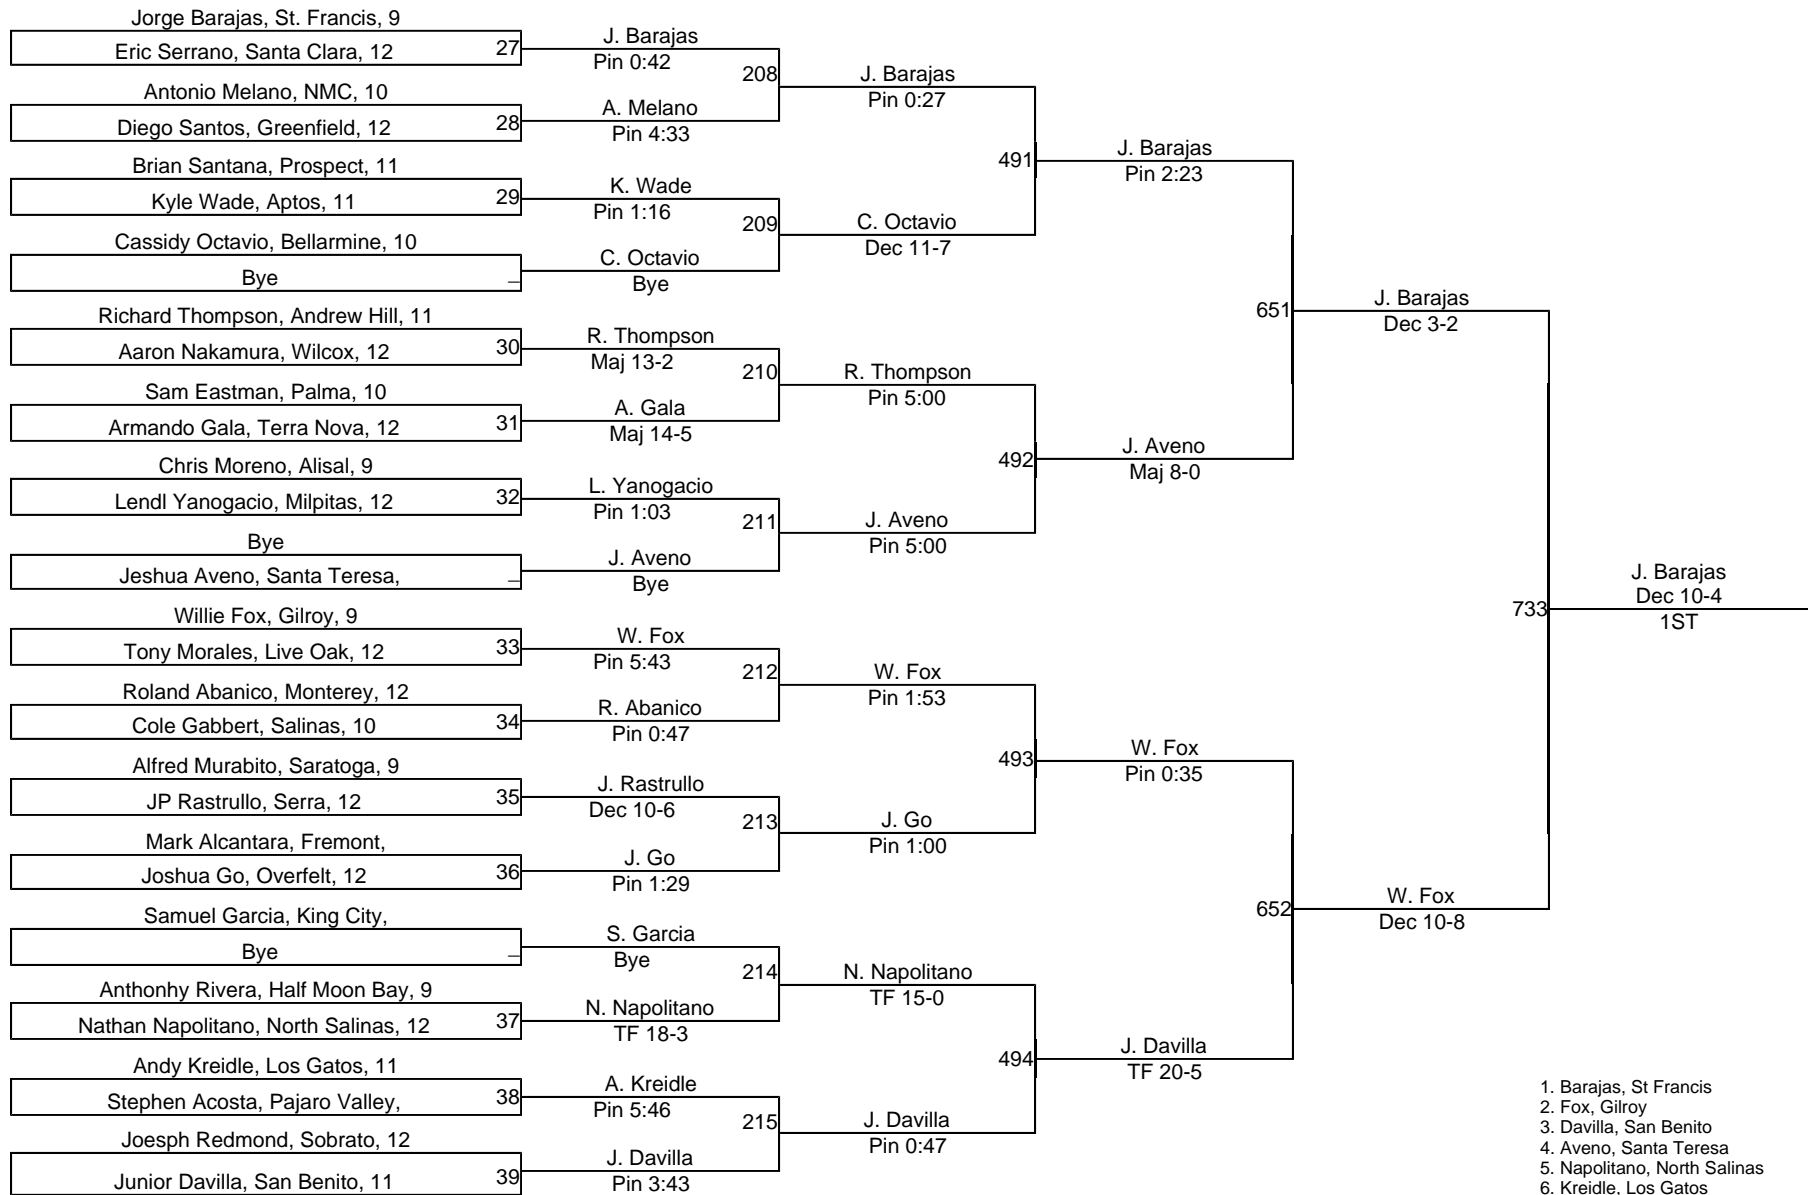 Jorge Barajas, St. Francis, 9
Eric Serrano, Santa Clara, 12
27
Antonio Melano, NMC, 10
Diego Santos, Greenfield, 12
28
Brian Santana, Prospect, 11
Kyle Wade, Aptos, 11
29
Cassidy Octavio, Bellarmine, 10
Bye
_
Richard Thompson, Andrew Hill, 11
Aaron Nakamura, Wilcox, 12
30
Sam Eastman, Palma, 10
Armando Gala, Terra Nova, 12
31
Chris Moreno, Alisal, 9
Lendl Yanogacio, Milpitas, 12
32
Bye
Jeshua Aveno, Santa Teresa,
_
Willie Fox, Gilroy, 9
Tony Morales, Live Oak, 12
33
Roland Abanico, Monterey, 12
Cole Gabbert, Salinas, 10
34
Alfred Murabito, Saratoga, 9
JP Rastrullo, Serra, 12
35
Mark Alcantara, Fremont,
Joshua Go, Overfelt, 12
36
Samuel Garcia, King City,
Bye
_
Anthonhy Rivera, Half Moon Bay, 9
Nathan Napolitano, North Salinas, 12
37
Andy Kreidle, Los Gatos, 11
Stephen Acosta, Pajaro Valley,
38
Joesph Redmond, Sobrato, 12
Junior Davilla, San Benito, 11
39
J. Barajas
Pin 0:42
208
A. Melano
Pin 4:33
K. Wade
Pin 1:16
209
C. Octavio
Bye
R. Thompson
Maj 13-2
210
A. Gala
Maj 14-5
L. Yanogacio
Pin 1:03
211
J. Aveno
Bye
W. Fox
Pin 5:43
212
R. Abanico
Pin 0:47
J. Rastrullo
Dec 10-6
213
J. Go
Pin 1:29
S. Garcia
Bye
214
N. Napolitano
TF 18-3
A. Kreidle
Pin 5:46
215
J. Davilla
Pin 3:43
J. Barajas
Pin 0:27
491
C. Octavio
Dec 11-7
R. Thompson
Pin 5:00
492
J. Aveno
Pin 5:00
W. Fox
Pin 1:53
493
J. Go
Pin 1:00
N. Napolitano
TF 15-0
494
J. Davilla
Pin 0:47
J. Barajas
Pin 2:23
651
J. Aveno
Maj 8-0
W. Fox
Pin 0:35
652
J. Davilla
TF 20-5
J. Barajas
Dec 3-2
733
W. Fox
Dec 10-8
J. Barajas
Dec 10-4
1ST
1. Barajas, St Francis
2. Fox, Gilroy
3. Davilla, San Benito
4. Aveno, Santa Teresa
5. Napolitano, North Salinas
6. Kreidle, Los Gatos